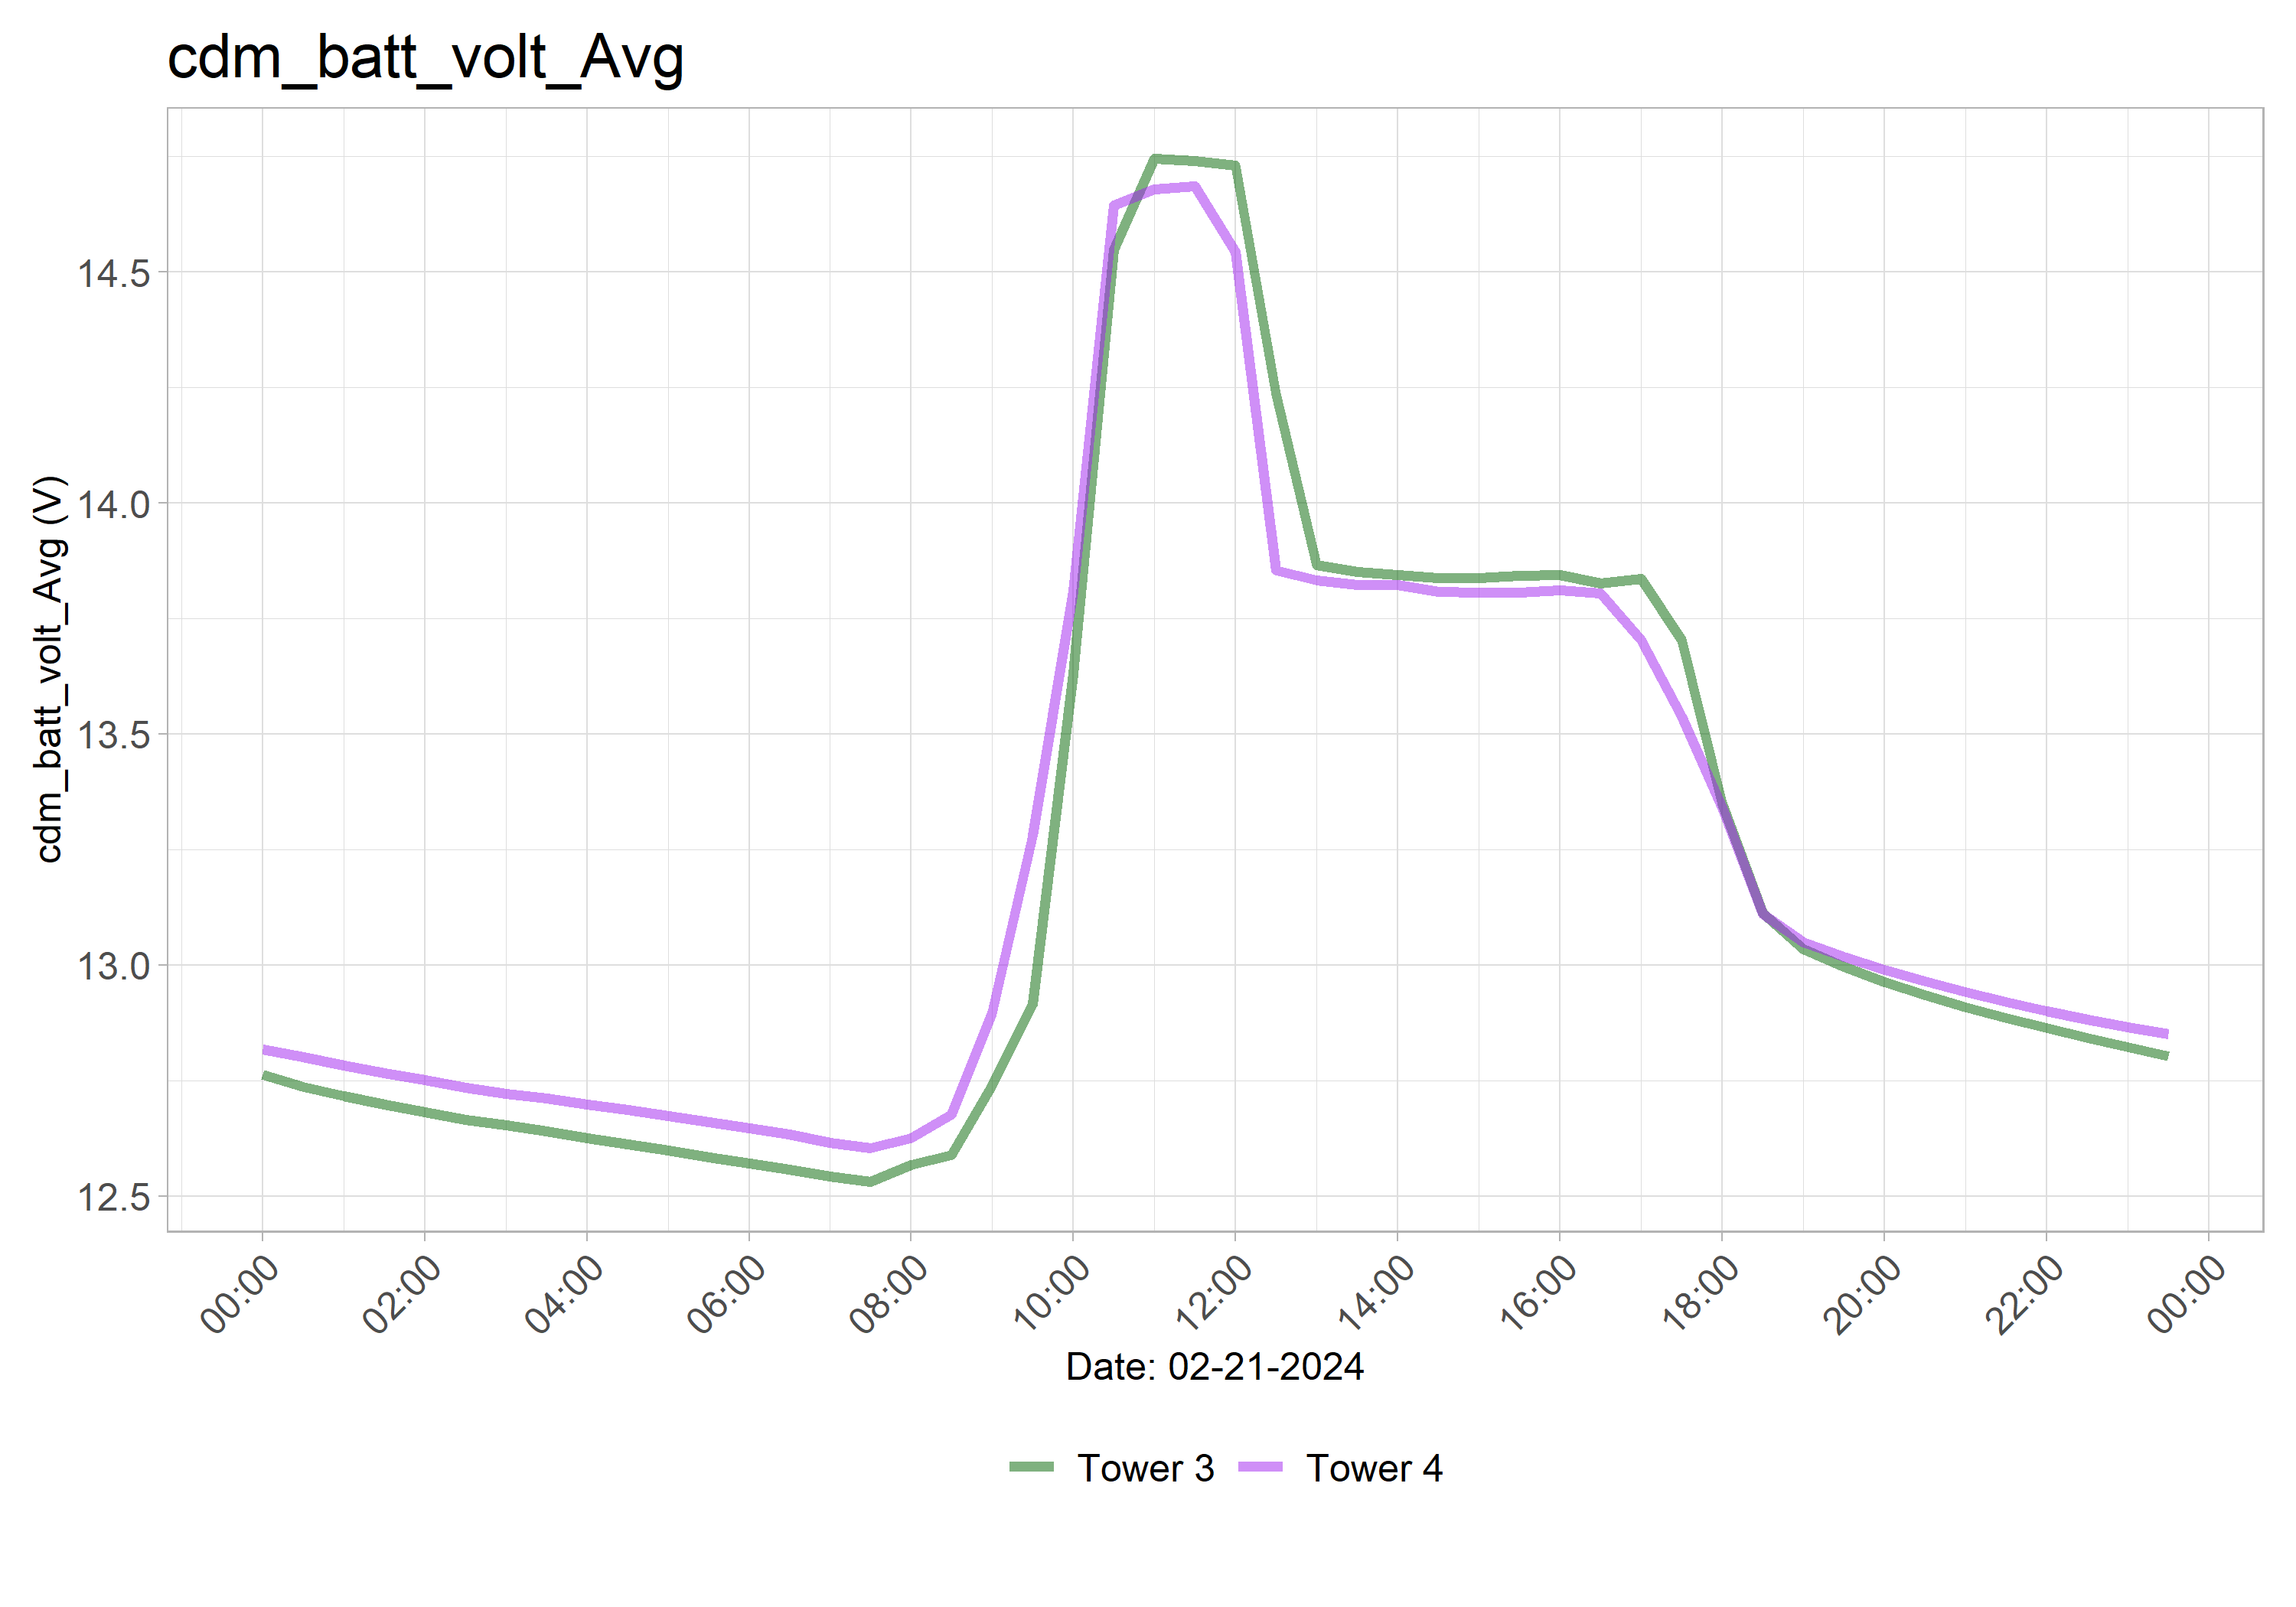 cdm_batt_volt_Avg
cdm_batt_volt_Avg (V)
14.5
14.0
13.5
13.0
12.5
00:00 02:00 04:00 06:00 08:00 10:00 12:00 14:00 16:00 18:00 20:00 22:00 00:00
Date: 02-21-2024
Tower 3 Tower 4